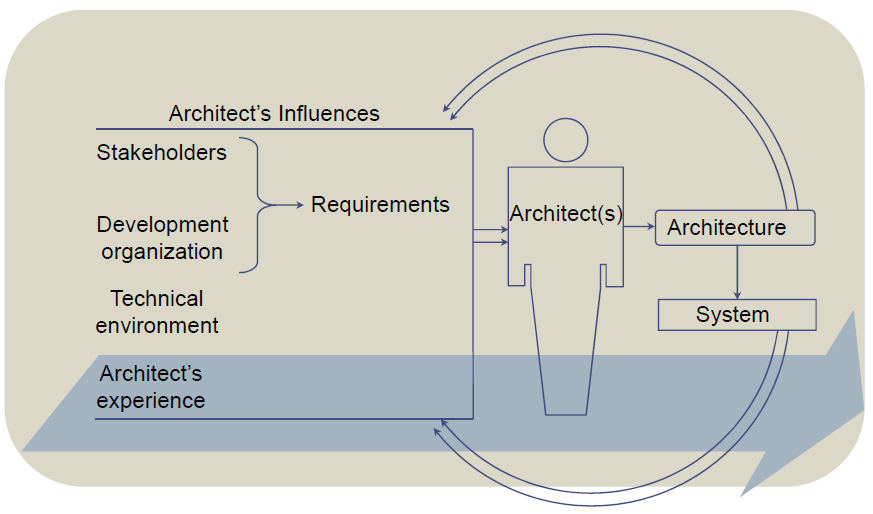 Architect's Influences
Stakeholders
Requirements
Development
organization
Technical
environment
Architect's
experience
Architect(s)
Architecture
System